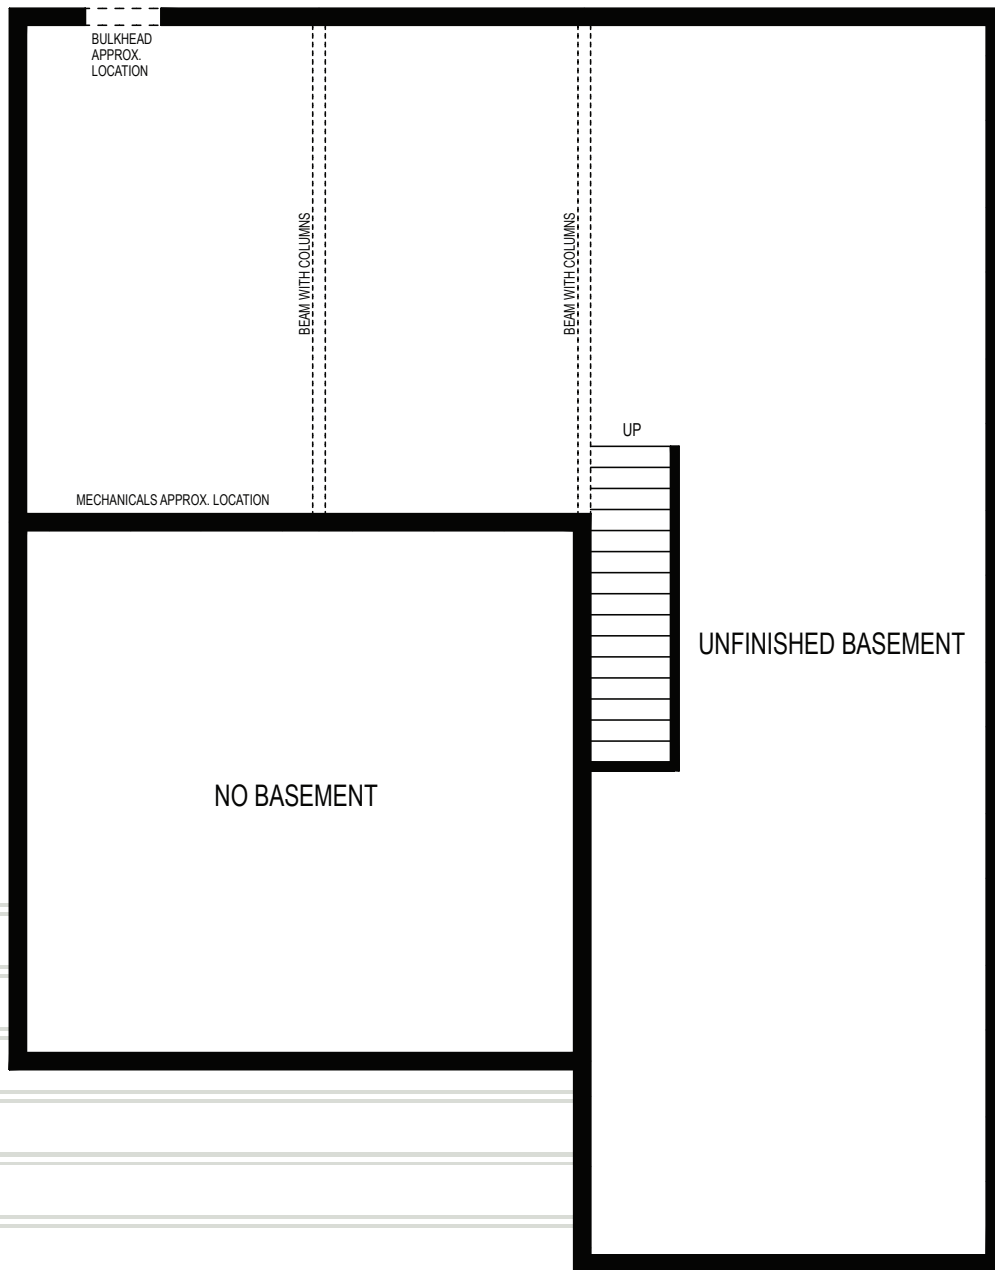 BULKHEAD
APPROX.
LOCATION
BEAM WITH COLUMNS
BEAM WITH COLUMNS
UP
MECHANICALS APPROX. LOCATION
UNFINISHED BASEMENT
NO BASEMENT